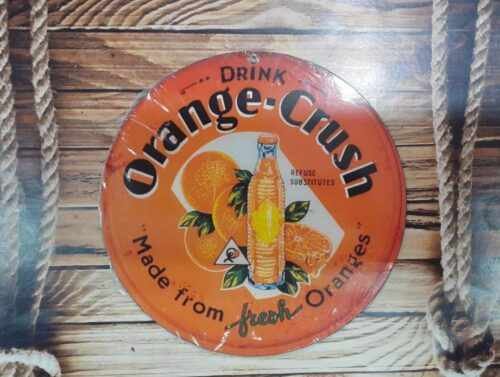 DRINK
Orange-Crush
REFUSE
SUBSTITUTES
"Made from fresh Oranges"